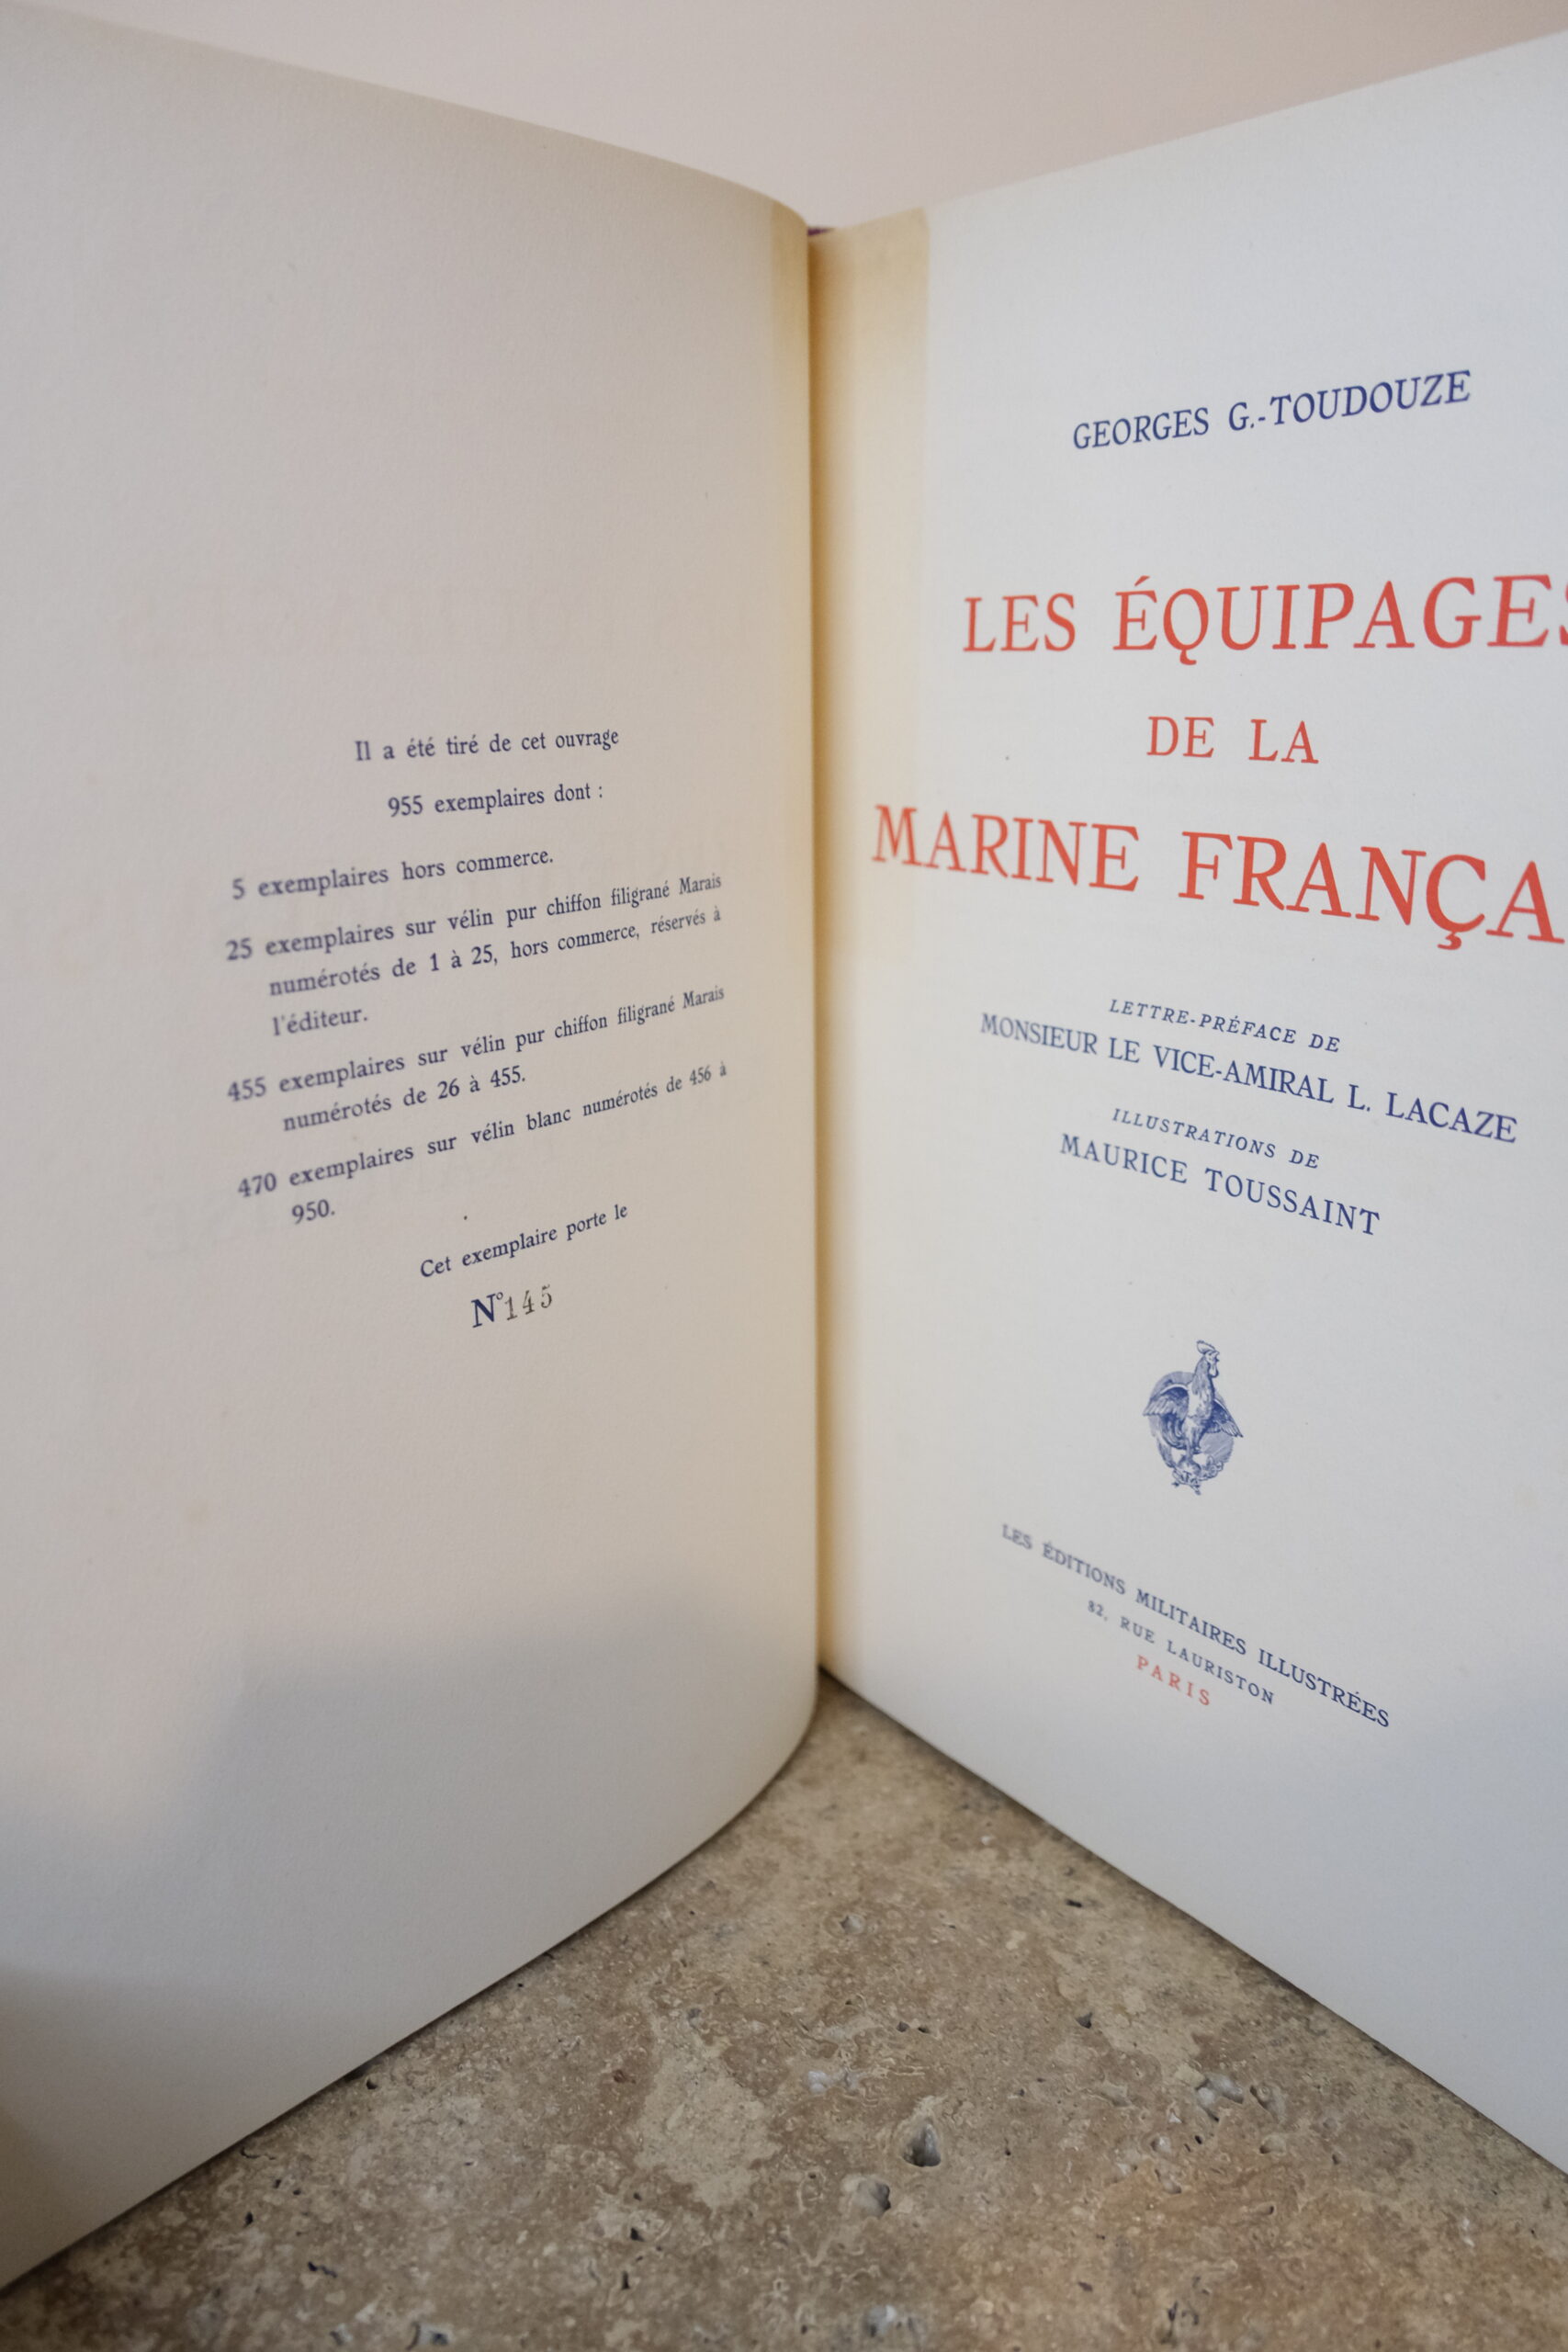 Il a été tiré de cet ouvrage
955 exemplaires dont :
5 exemplaires hors commerce.
25 exemplaires sur vélin pur chiffon filigrané Marais
numérotés de 1 à 25, hors commerce, réservés à
l'éditeur.
455 exemplaires sur vélin pur chiffon filigrané Marais
numérotés de 26 à 455.
470 exemplaires sur vélin blanc numérotés de 456 à
950.
Cet exemplaire porte le
N°145
GEORGES G.-TOUDOUZE
LES ÉQUIPAGES
DE LA
MARINE FRANÇA
LETTRE-PRÉFACE DE
MONSIEUR LE VICE-AMIRAL L. LACAZE
ILLUSTRATIONS DE
MAURICE TOUSSAINT
LES ÉDITIONS MILITAIRES ILLUSTRÉES
82, RUE LAURISTON
PARIS